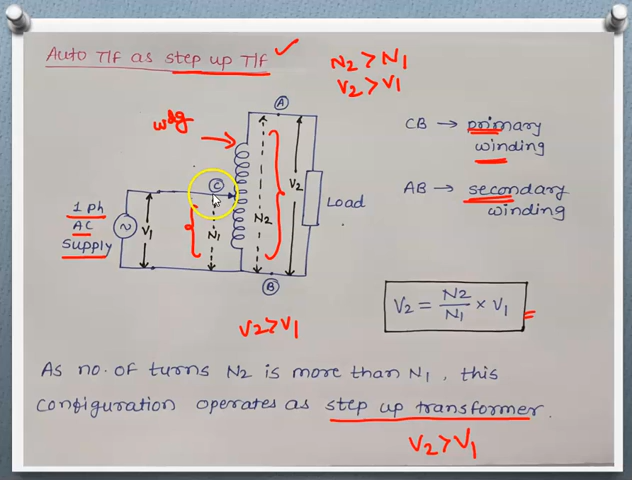 Auto T/F as step up T/F ✓
N2 > N1
V2 > V1
wdg
A
C
B
1 Ph
AC
Supply
~
V1
N1
N2
V2
Load
CB → primary
winding
AB → secondary
winding
V2 = N2/N1 × V1
V2 > V1
As no. of turns N2 is more than N1, this
configuration operates as step up transformer.
V2 > V1